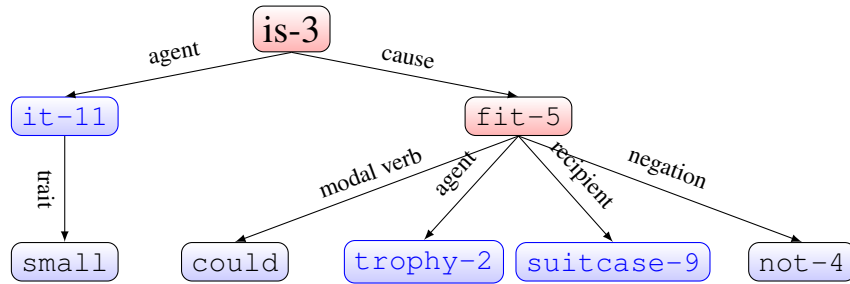 is-3
agent cause
it-11 fit-5
trait modal verb agent recipient negation
small could trophy-2 suitcase-9 not-4